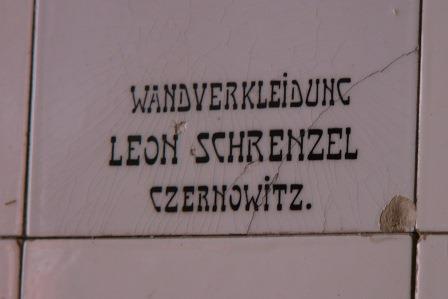 WANDVERKLEiDUNG
LEON SCHRENZEL
CZERNOWiTZ.